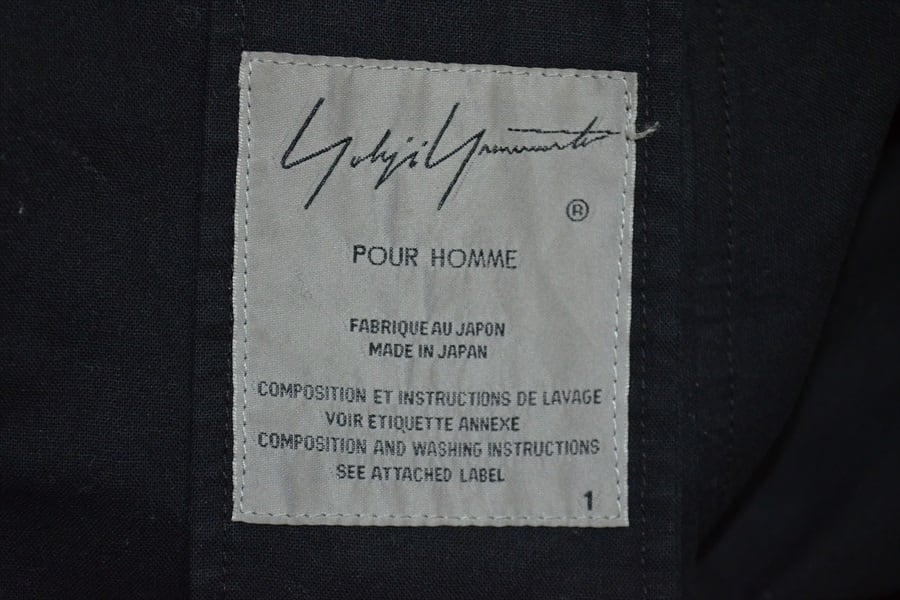 Yohji Yamamoto
®
POUR HOMME
FABRIQUE AU JAPON
MADE IN JAPAN
COMPOSITION ET INSTRUCTIONS DE LAVAGE
VOIR ETIQUETTE ANNEXE
COMPOSITION AND WASHING INSTRUCTIONS
SEE ATTACHED LABEL
1